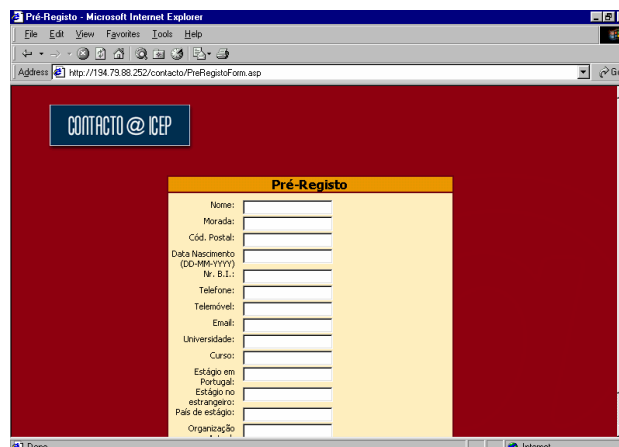 Pré-Registo - Microsoft Internet Explorer
File Edit View Favorites Tools Help
Address http://194.79.88.252/contacto/PreRegistoForm.asp
CONTACTO @ ICEP
Pré-Registo
Nome:
Morada:
Cód. Postal:
Data Nascimento
(DD-MM-YYYY)
Nr. B.I.:
Telefone:
Telemóvel:
Email:
Universidade:
Curso:
Estágio em
Portugal:
Estágio no
estrangeiro:
País de estágio:
Organização